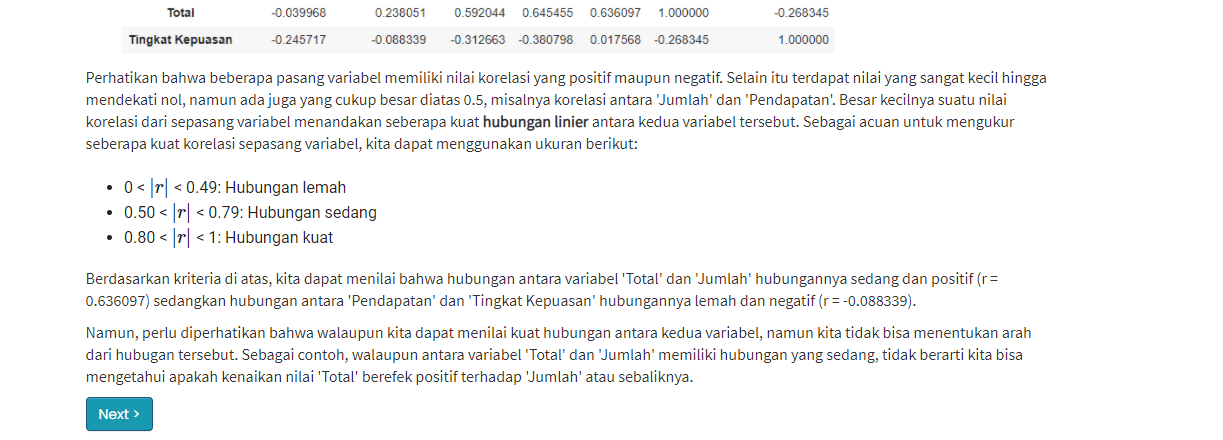 Total -0.039968 0.238051 0.592044 0.645455 0.636097 1.000000 -0.268345
Tingkat Kepuasan -0.245717 -0.088339 -0.312663 -0.380798 0.017568 -0.268345 1.000000
Perhatikan bahwa beberapa pasang variabel memiliki nilai korelasi yang positif maupun negatif. Selain itu terdapat nilai yang sangat kecil hingga
mendekati nol, namun ada juga yang cukup besar diatas 0.5, misalnya korelasi antara 'Jumlah' dan 'Pendapatan'. Besar kecilnya suatu nilai
korelasi dari sepasang variabel menandakan seberapa kuat hubungan linier antara kedua variabel tersebut. Sebagai acuan untuk mengukur
seberapa kuat korelasi sepasang variabel, kita dapat menggunakan ukuran berikut:
• 0 < |r| < 0.49: Hubungan lemah
• 0.50 < |r| < 0.79: Hubungan sedang
• 0.80 < |r| < 1: Hubungan kuat
Berdasarkan kriteria di atas, kita dapat menilai bahwa hubungan antara variabel 'Total' dan 'Jumlah' hubungannya sedang dan positif (r =
0.636097) sedangkan hubungan antara 'Pendapatan' dan 'Tingkat Kepuasan' hubungannya lemah dan negatif (r = -0.088339).
Namun, perlu diperhatikan bahwa walaupun kita dapat menilai kuat hubungan antara kedua variabel, namun kita tidak bisa menentukan arah
dari hubugan tersebut. Sebagai contoh, walaupun antara variabel 'Total' dan 'Jumlah' memiliki hubungan yang sedang, tidak berarti kita bisa
mengetahui apakah kenaikan nilai 'Total' berefek positif terhadap 'Jumlah' atau sebaliknya.
Next >